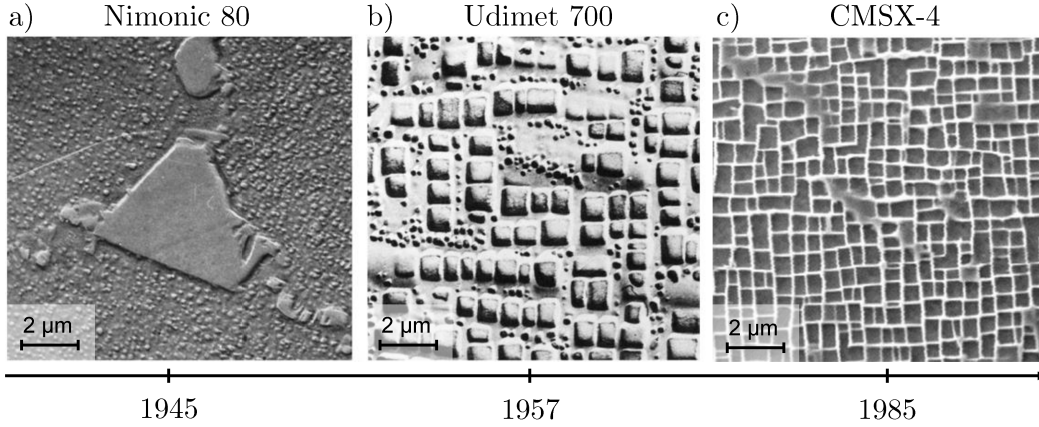 a) Nimonic 80
b) Udimet 700
c) CMSX-4
2 µm
2 µm
2 µm
1945
1957
1985